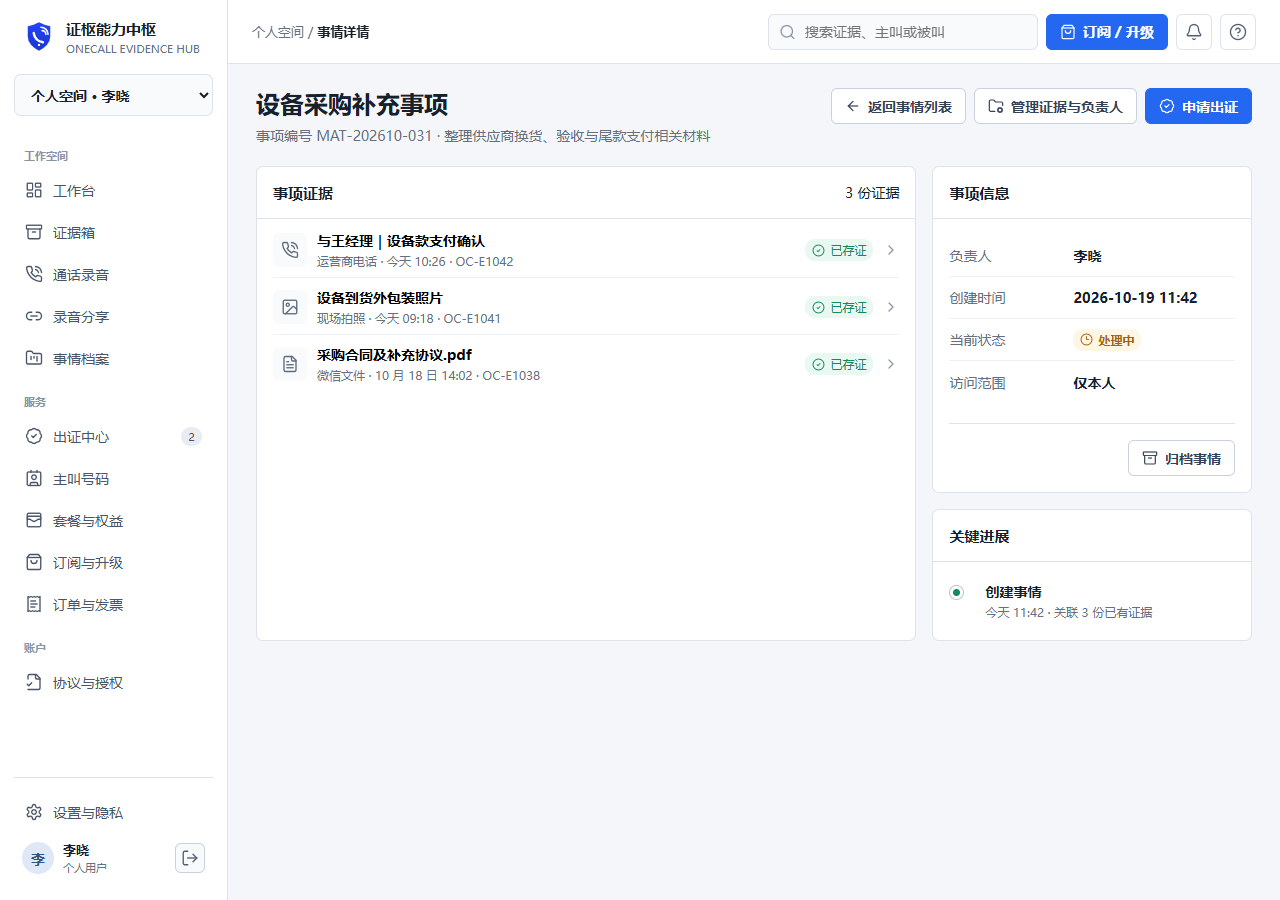 证枢能力中枢
ONECALL EVIDENCE HUB
个人空间 • 李晓
工作空间
工作台
证据箱
通话录音
录音分享
事情档案
服务
出证中心 2
主叫号码
套餐与权益
订阅与升级
订单与发票
账户
协议与授权
设置与隐私
李
李晓
个人用户
个人空间 / 事情详情
搜索证据、主叫或被叫
订阅 / 升级
设备采购补充事项
事项编号 MAT-202610-031 · 整理供应商换货、验收与尾款支付相关材料
返回事情列表
管理证据与负责人
申请出证
事项证据 3 份证据
与王经理｜设备款支付确认
运营商电话 · 今天 10:26 · OC-E1042
已存证
设备到货外包装照片
现场拍照 · 今天 09:18 · OC-E1041
已存证
采购合同及补充协议.pdf
微信文件 · 10 月 18 日 14:02 · OC-E1038
已存证
事项信息
负责人 李晓
创建时间 2026-10-19 11:42
当前状态 处理中
访问范围 仅本人
归档事情
关键进展
创建事情
今天 11:42 · 关联 3 份已有证据